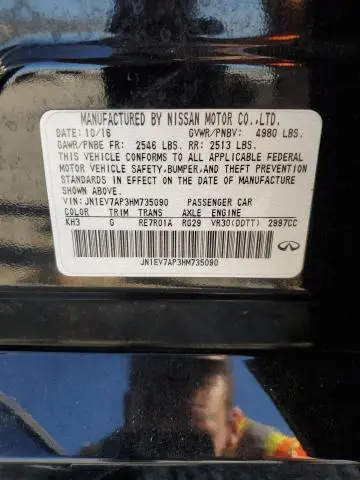 MANUFACTURED BY NISSAN MOTOR CO.,LTD.
DATE: 10/16 GVWR/PNBV: 4980 LBS.
GAWR/PNBE FR: 2546 LBS. RR: 2513 LBS.
THIS VEHICLE CONFORMS TO ALL APPLICABLE FEDERAL
MOTOR VEHICLE SAFETY,BUMPER,AND THEFT PREVENTION
STANDARDS IN EFFECT ON THE DATE OF MANUFACTURE
SHOWN ABOVE.
VIN: JN1EV7AP3HM735090 PASSENGER CAR
COLOR TRIM TRANS AXLE ENGINE
KH3 G RE7R01A RG29 VR30(DDTT) 2997CC
JN1EV7AP3HM735090